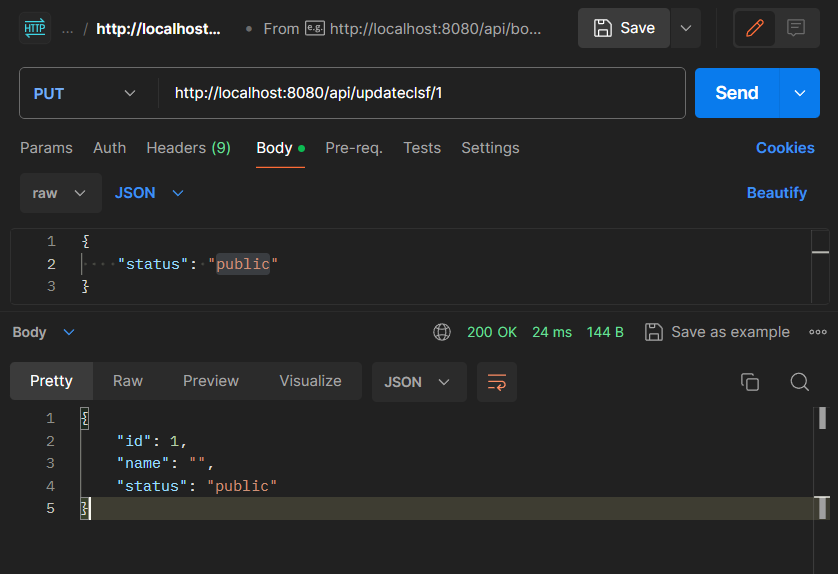 HTTP ... / http://localhost... • From e.g. http://localhost:8080/api/bo... Save
PUT http://localhost:8080/api/updateclsf/1 Send
Params Auth Headers (9) Body Pre-req. Tests Settings Cookies
raw JSON Beautify
1 {
2 ····"status":·"public"
3 }
Body 200 OK 24 ms 144 B Save as example
Pretty Raw Preview Visualize JSON
1 {
2 "id": 1,
3 "name": "",
4 "status": "public"
5 }